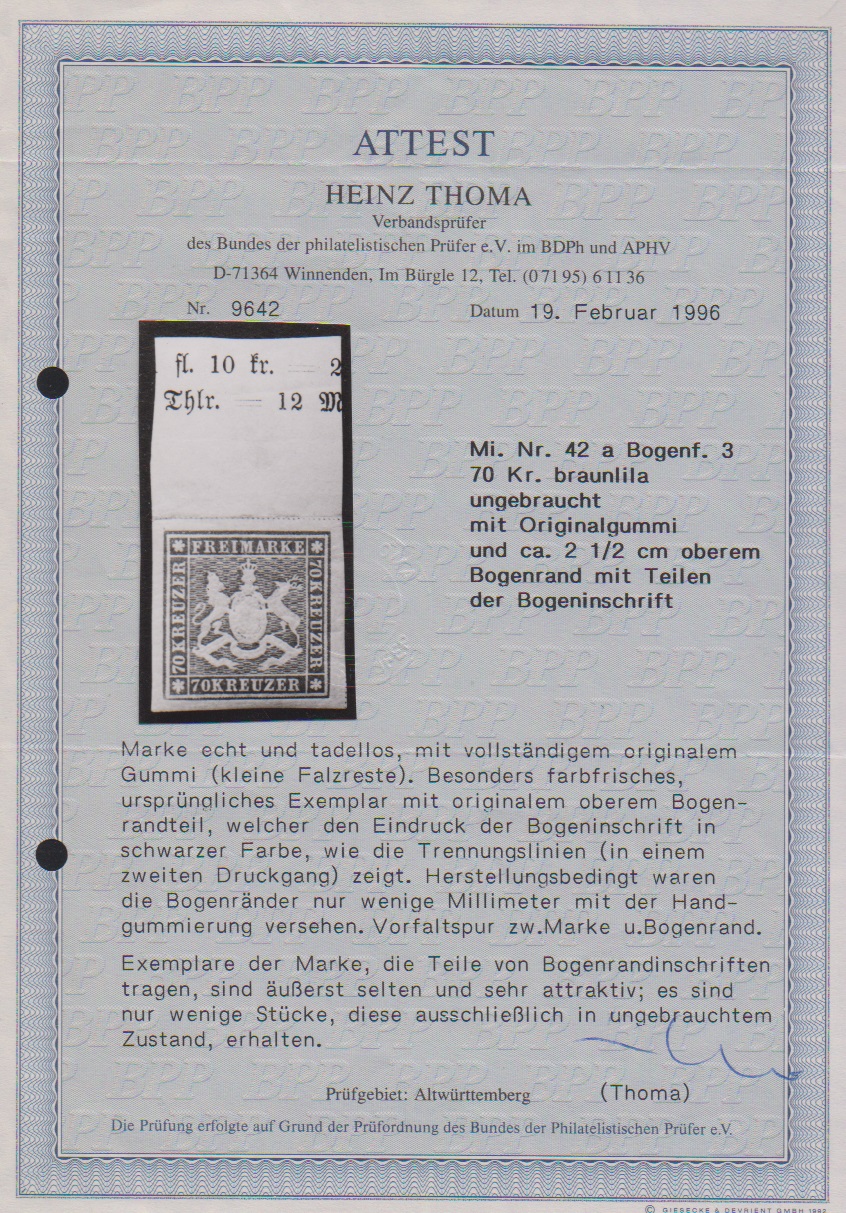 ATTEST
HEINZ THOMA
Verbandsprüfer
des Bundes der philatelistischen Prüfer e.V. im BDPh und APHV
D-71364 Winnenden, Im Bürgle 12, Tel. (07195) 61136
Nr. 9642
Datum 19. Februar 1996
fl. 10 kr. — 2
Thlr. — 12 M
FREIMARKE
70 KREUZER
70 KREUZER
70 KREUZER
Mi. Nr. 42 a Bogenf. 3
70 Kr. braunlila
ungebraucht
mit Originalgummi
und ca. 2 1/2 cm oberem
Bogenrand mit Teilen
der Bogeninschrift
Marke echt und tadellos, mit vollständigem originalem
Gummi (kleine Falzreste). Besonders farbfrisches,
ursprüngliches Exemplar mit originalem oberem Bogen-
randteil, welcher den Eindruck der Bogeninschrift in
schwarzer Farbe, wie die Trennungslinien (in einem
zweiten Druckgang) zeigt. Herstellungsbedingt waren
die Bogenränder nur wenige Millimeter mit der Hand-
gummierung versehen. Vorfaltspur zw.Marke u.Bogenrand.
Exemplare der Marke, die Teile von Bogenrandinschriften
tragen, sind äußerst selten und sehr attraktiv; es sind
nur wenige Stücke, diese ausschließlich in ungebrauchtem
Zustand, erhalten.
Prüfgebiet: Altwürttemberg
(Thoma)
Die Prüfung erfolgte auf Grund der Prüfordnung des Bundes der Philatelistischen Prüfer e.V.
© GIESECKE & DEVRIENT GMBH 1992